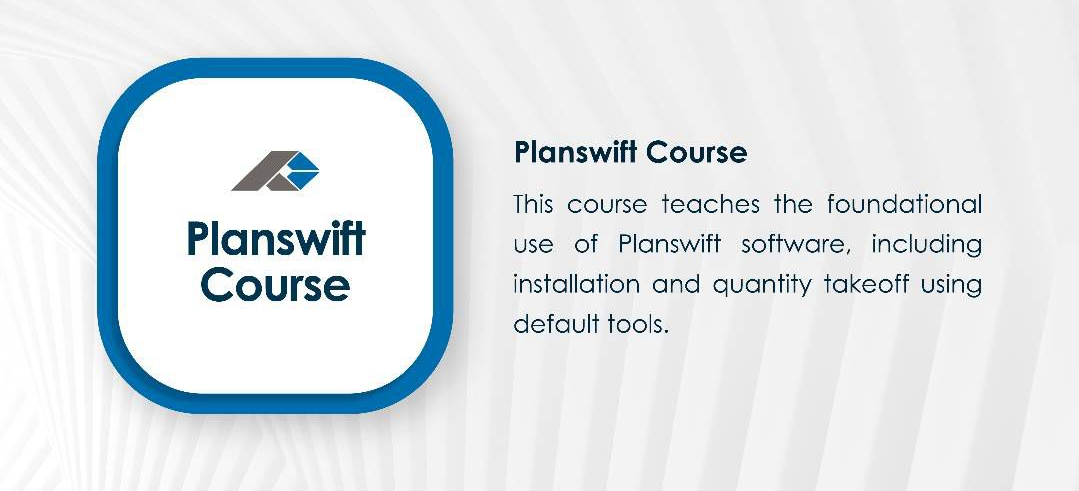 Planswift
Course
Planswift Course
This course teaches the foundational
use of Planswift software, including
installation and quantity takeoff using
default tools.